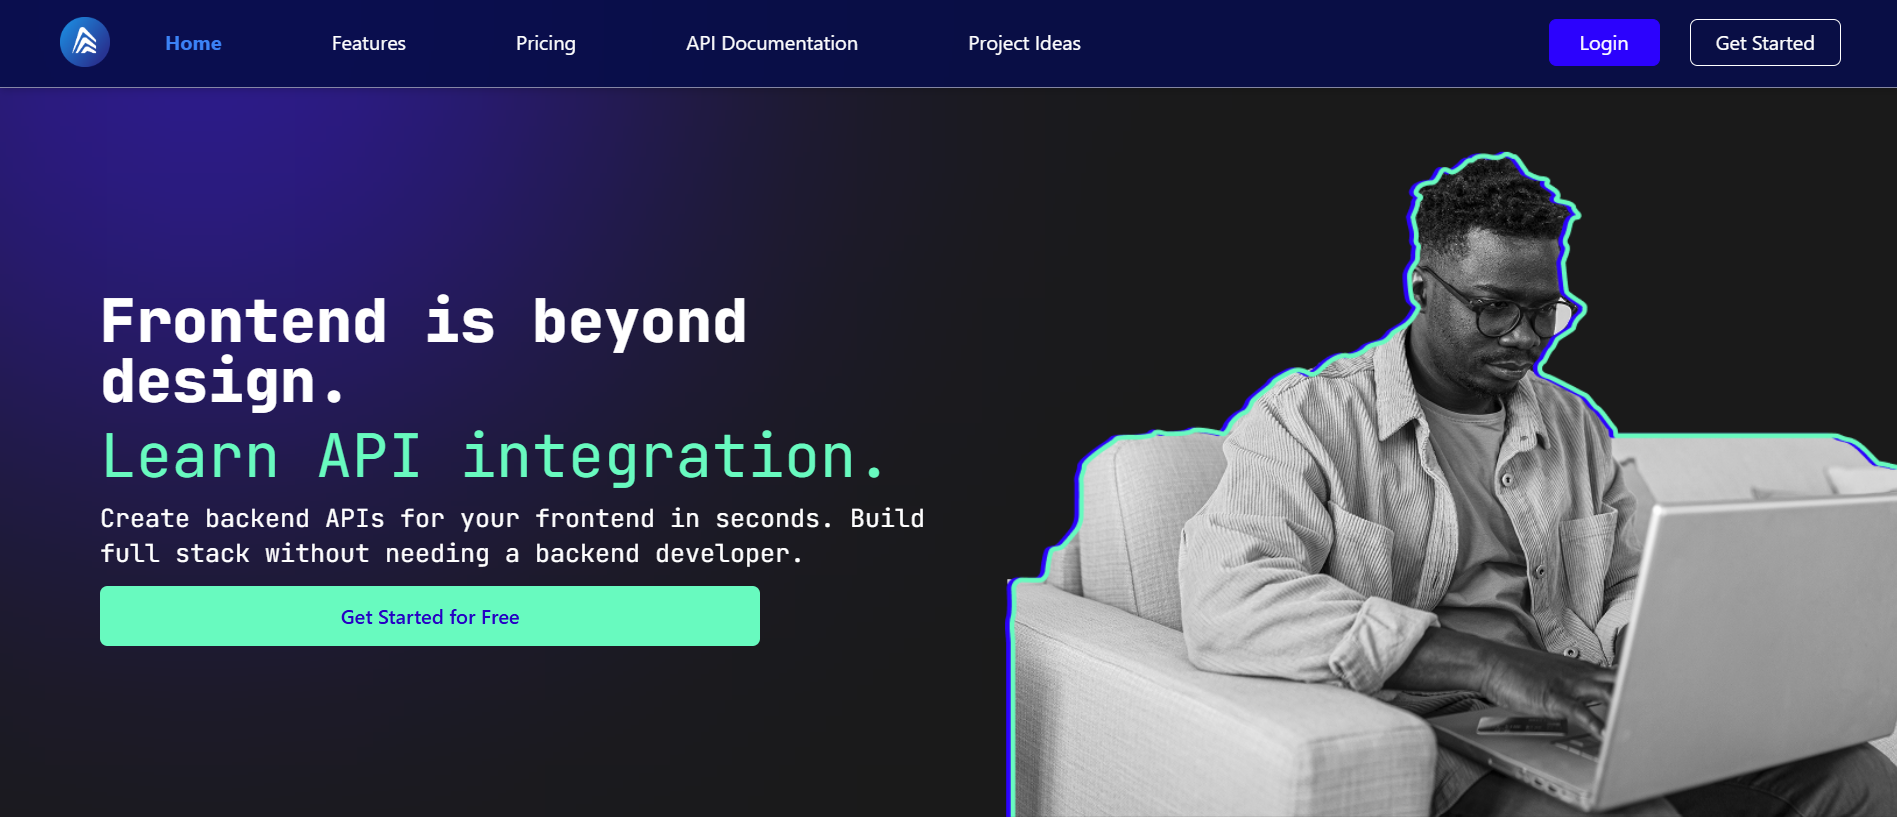 Home
Features
Pricing
API Documentation
Project Ideas
Login
Get Started
Frontend is beyond
design.
Learn API integration.
Create backend APIs for your frontend in seconds. Build
full stack without needing a backend developer.
Get Started for Free